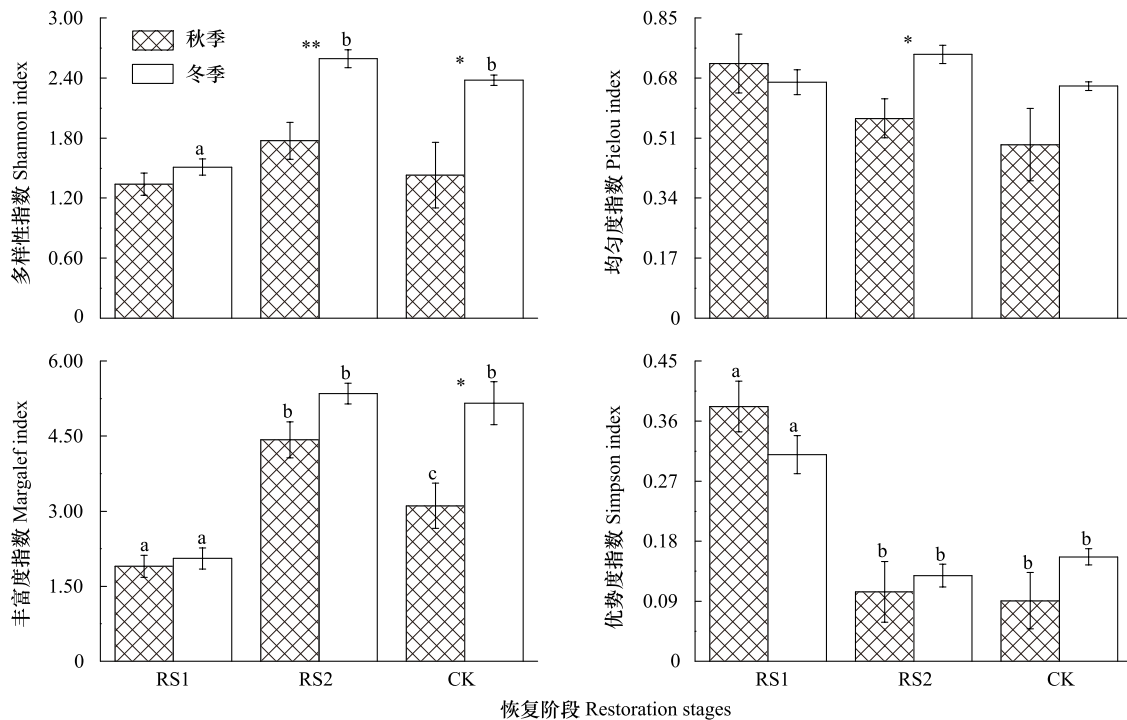 多样性指数 Shannon index
3.00
2.40
1.80
1.20
0.60
0
秋季
冬季
a
**
b
*
b
均匀度指数 Pielou index
0.85
0.68
0.51
0.34
0.17
0
*
丰富度指数 Margalef index
6.00
4.50
3.00
1.50
0
a
a
b
b
c
*
b
RS1
RS2
CK
优势度指数 Simpson index
0.45
0.36
0.27
0.18
0.09
0
a
a
b
b
b
b
RS1
RS2
CK
恢复阶段 Restoration stages